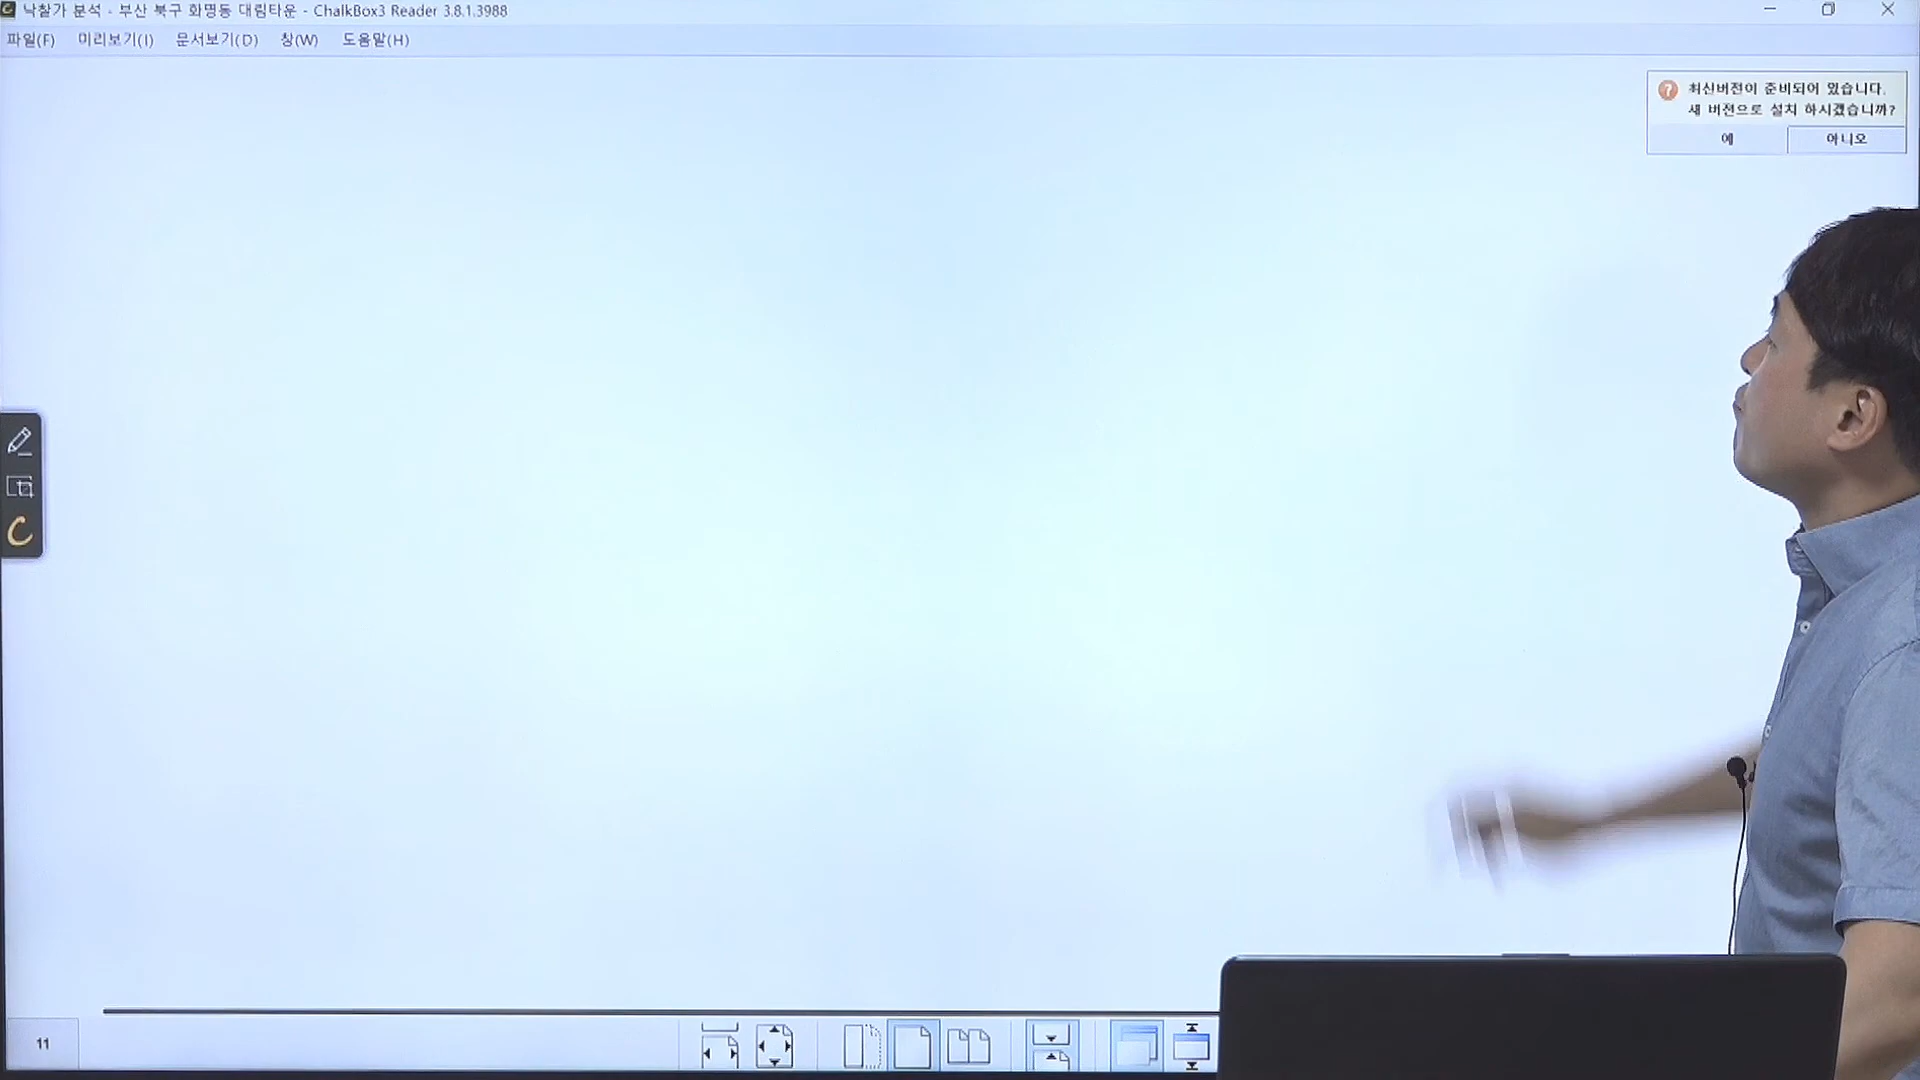 낙찰가 분석 - 부산 북구 화명동 대림타운 - ChalkBox3 Reader 3.8.1.3988
파일(F) 미리보기(I) 문서보기(D) 창(W) 도움말(H)
최신버전이 준비되어 있습니다.
새 버전으로 설치 하시겠습니까?
예 아니오
11